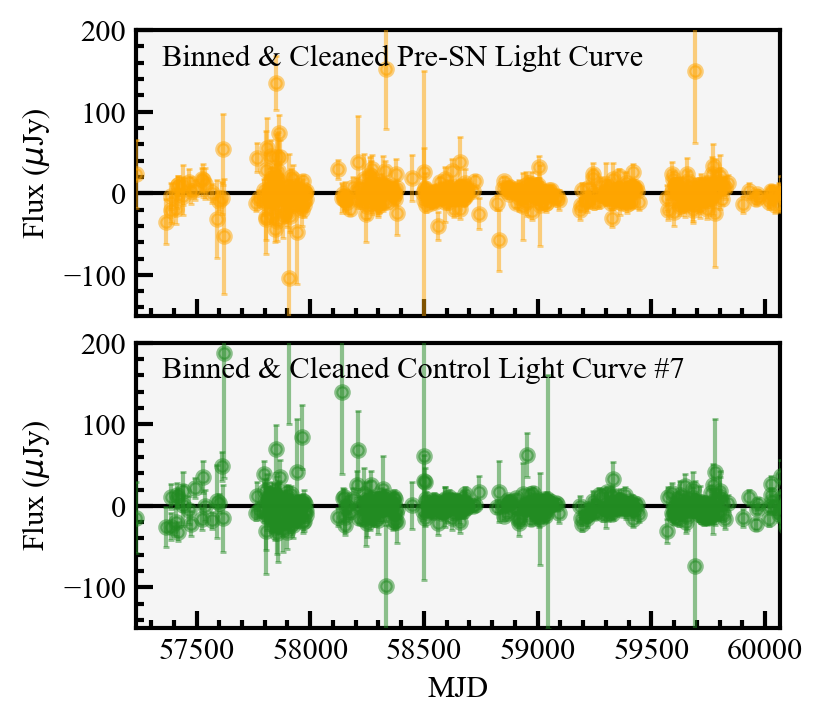 Binned & Cleaned Pre-SN Light Curve
200
100
0
−100
Flux (μJy)
Binned & Cleaned Control Light Curve #7
200
100
0
−100
Flux (μJy)
57500 58000 58500 59000 59500 60000
MJD